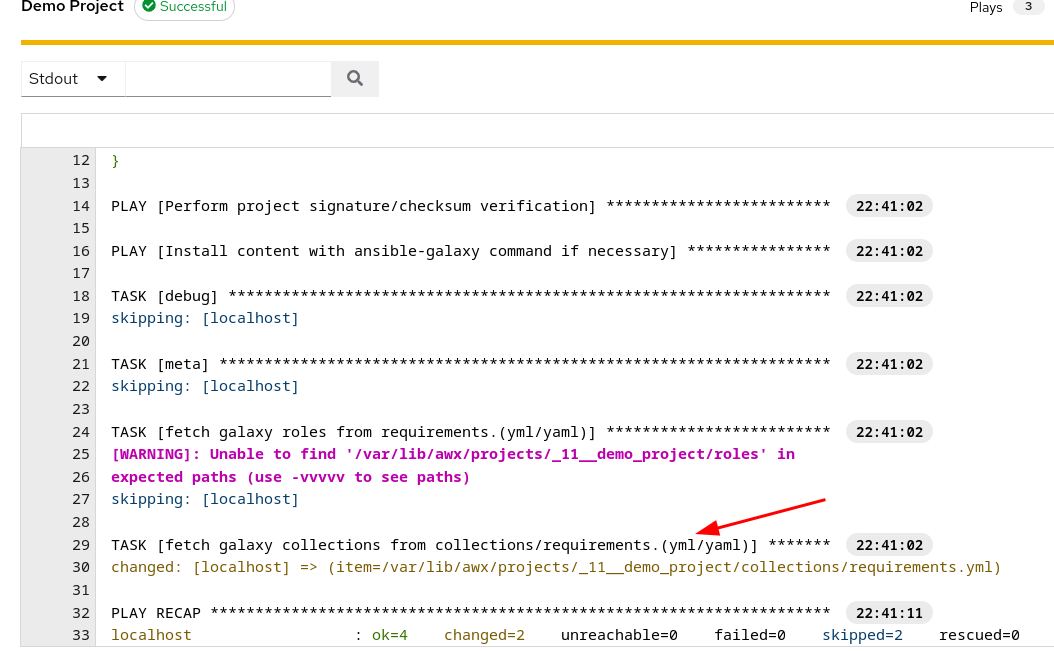 Demo Project Successful Plays 3
Stdout
12 }
13
14 PLAY [Perform project signature/checksum verification] ************************* 22:41:02
15
16 PLAY [Install content with ansible-galaxy command if necessary] **************** 22:41:02
17
18 TASK [debug] ******************************************************************* 22:41:02
19 skipping: [localhost]
20
21 TASK [meta] ******************************************************************** 22:41:02
22 skipping: [localhost]
23
24 TASK [fetch galaxy roles from requirements.(yml/yaml)] ************************* 22:41:02
25 [WARNING]: Unable to find '/var/lib/awx/projects/_11__demo_project/roles' in
26 expected paths (use -vvvvv to see paths)
27 skipping: [localhost]
28
29 TASK [fetch galaxy collections from collections/requirements.(yml/yaml)] ******* 22:41:02
30 changed: [localhost] => (item=/var/lib/awx/projects/_11__demo_project/collections/requirements.yml)
31
32 PLAY RECAP ********************************************************************* 22:41:11
33 localhost : ok=4 changed=2 unreachable=0 failed=0 skipped=2 rescued=0